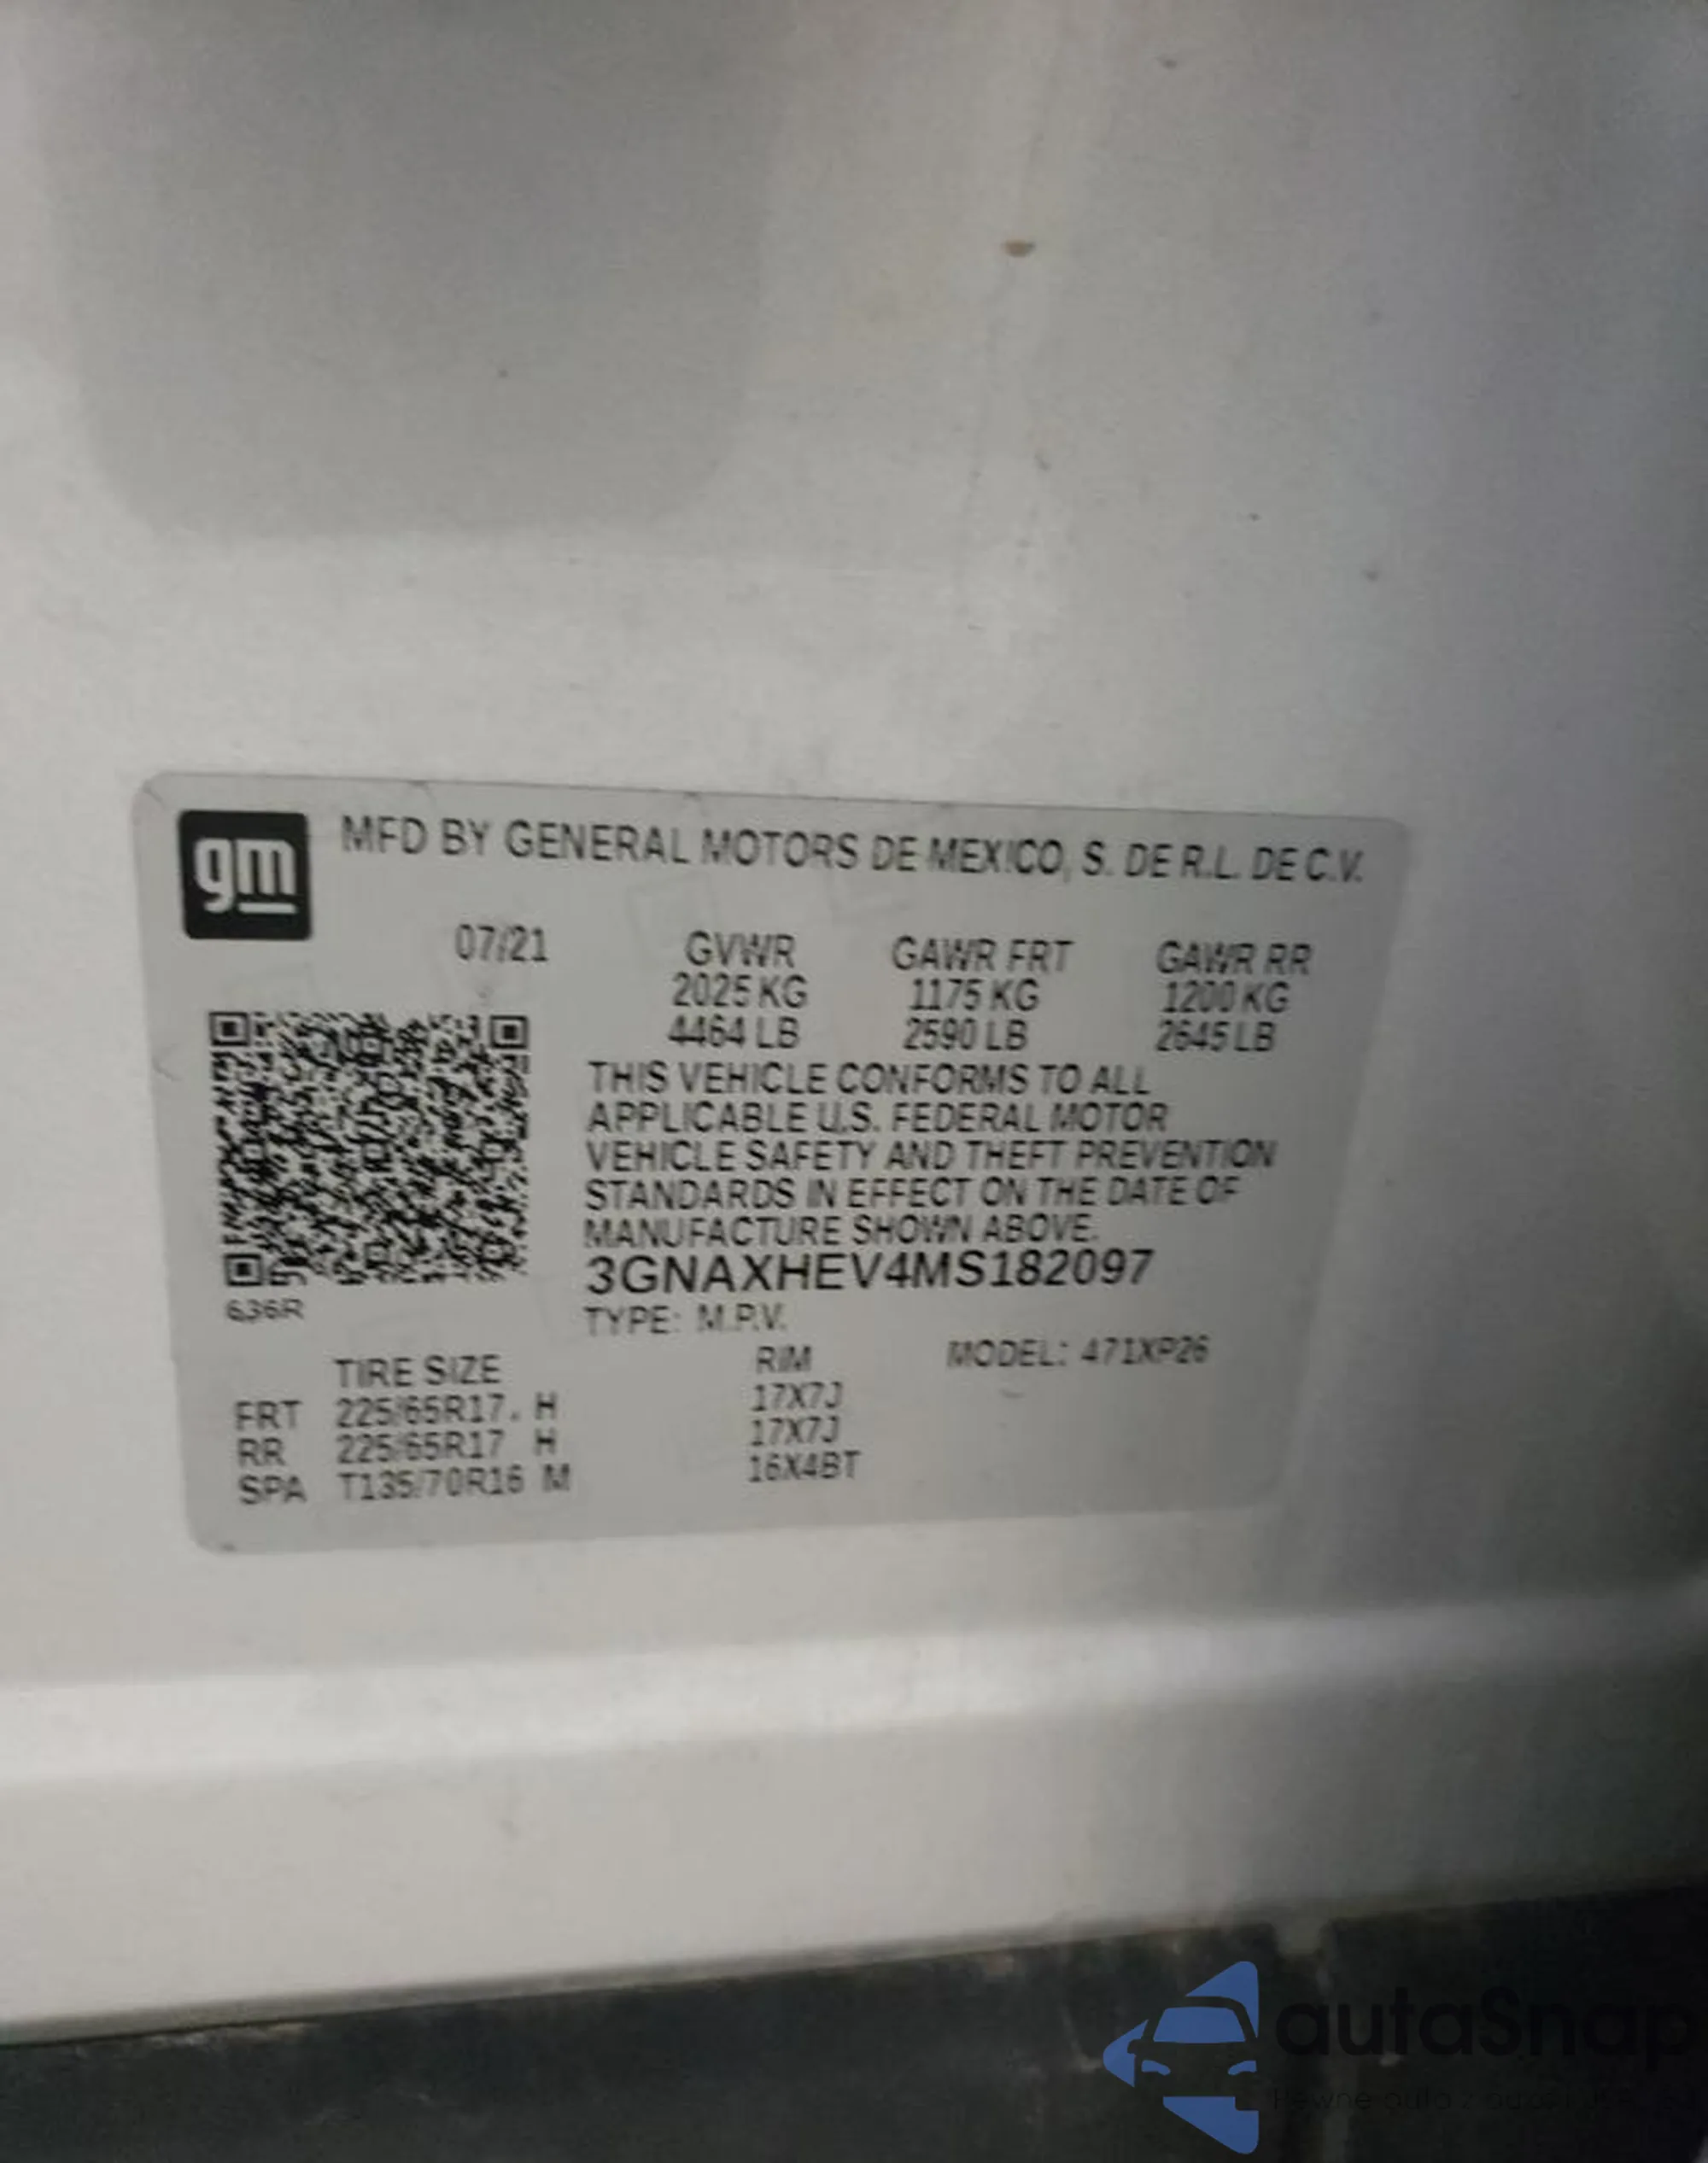 gm
MFD BY GENERAL MOTORS DE MEXICO, S. DE R.L. DE C.V.
07/21 GVWR GAWR FRT GAWR RR
2025 KG 1175 KG 1200 KG
4464 LB 2590 LB 2645 LB
THIS VEHICLE CONFORMS TO ALL
APPLICABLE U.S. FEDERAL MOTOR
VEHICLE SAFETY AND THEFT PREVENTION
STANDARDS IN EFFECT ON THE DATE OF
MANUFACTURE SHOWN ABOVE.
3GNAXHEV4MS182097
636R
TYPE: M.P.V.
TIRE SIZE RIM MODEL: 471XP26
FRT 225/65R17 H 17X7J
RR 225/65R17 H 17X7J
SPA T135/70R16 M 16X4BT
autaSnap
Pewne auta z